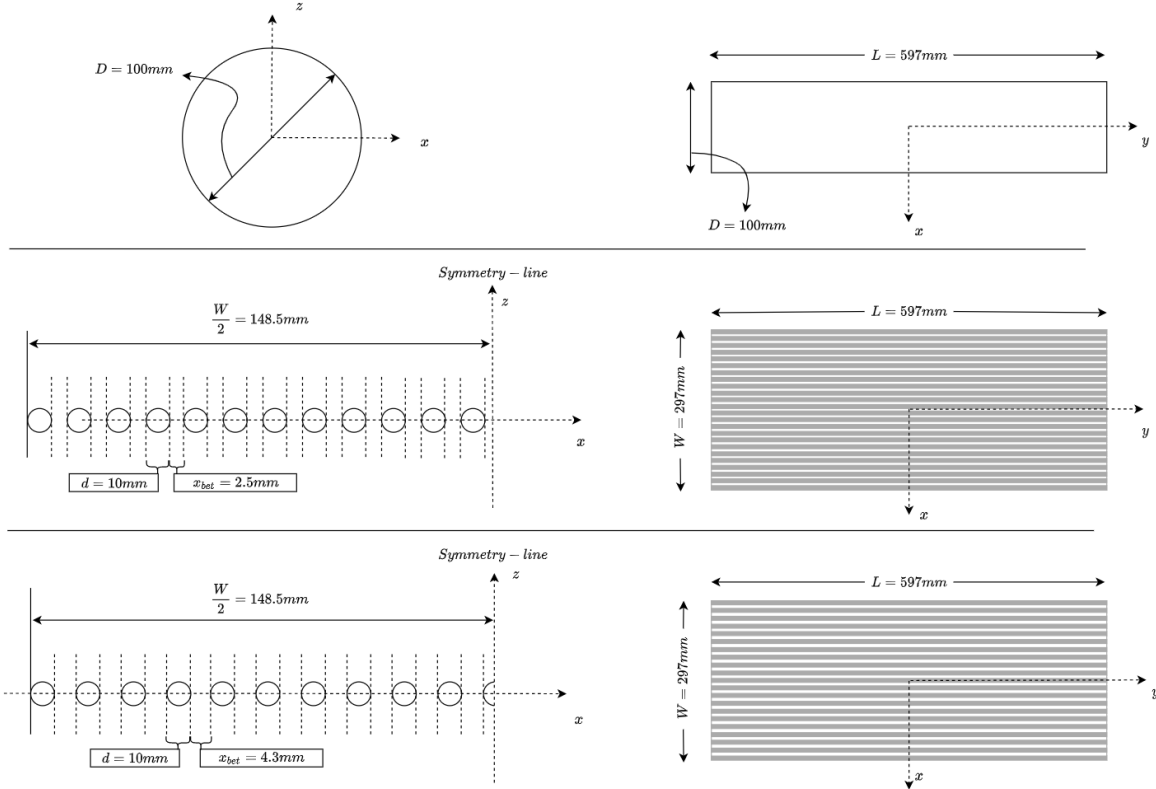 z
D = 100mm
x
L = 597mm
y
D = 100mm
x
Symmetry − line
W
2
= 148.5mm
z
x
d = 10mm
x_bet = 2.5mm
L = 597mm
W = 297mm
y
x
Symmetry − line
W
2
= 148.5mm
z
x
d = 10mm
x_bet = 4.3mm
L = 597mm
W = 297mm
y
x